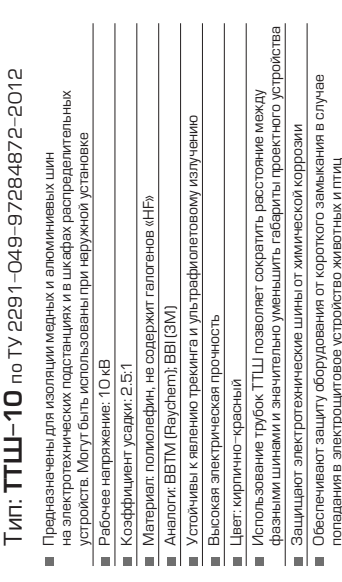 Тип: ТТШ-10 по ТУ 2291-049-97284872-2012
Предназначены для изоляции медных и алюминиевых шин
на электротехнических подстанциях и в шкафах распределительных
устройств. Могут быть использованы при наружной установке
Рабочее напряжение: 10 кВ
Коэффициент усадки: 2.5:1
Материал: полиолефин, не содержит галогенов «HF»
Аналоги: BBTM (Raychem); BBI (3M)
Устойчивы к явлению трекинга и ультрафиолетовому излучению
Высокая электрическая прочность
Цвет: кирпично-красный
Использование трубок ТТШ позволяет сократить расстояние между
фазными шинами и значительно уменьшить габариты проектного устройства
Защищают электротехнические шины от химической коррозии
Обеспечивают защиту оборудования от короткого замыкания в случае
попадания в электрощитовое устройство животных и птиц